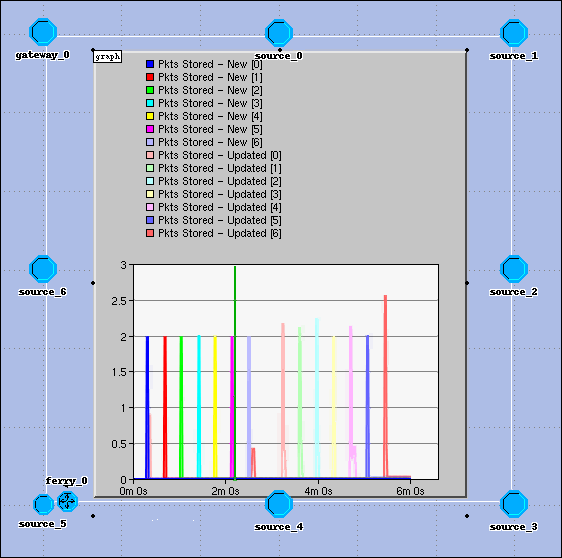 gateway_0
source_0
source_1
graph
Pkts Stored - New [0]
Pkts Stored - New [1]
Pkts Stored - New [2]
Pkts Stored - New [3]
Pkts Stored - New [4]
Pkts Stored - New [5]
Pkts Stored - New [6]
Pkts Stored - Updated [0]
Pkts Stored - Updated [1]
Pkts Stored - Updated [2]
Pkts Stored - Updated [3]
Pkts Stored - Updated [4]
Pkts Stored - Updated [5]
Pkts Stored - Updated [6]
3
2.5
2
1.5
1
0.5
0
0m 0s
2m 0s
4m 0s
6m 0s
source_6
source_2
ferry_0
source_5
source_4
source_3